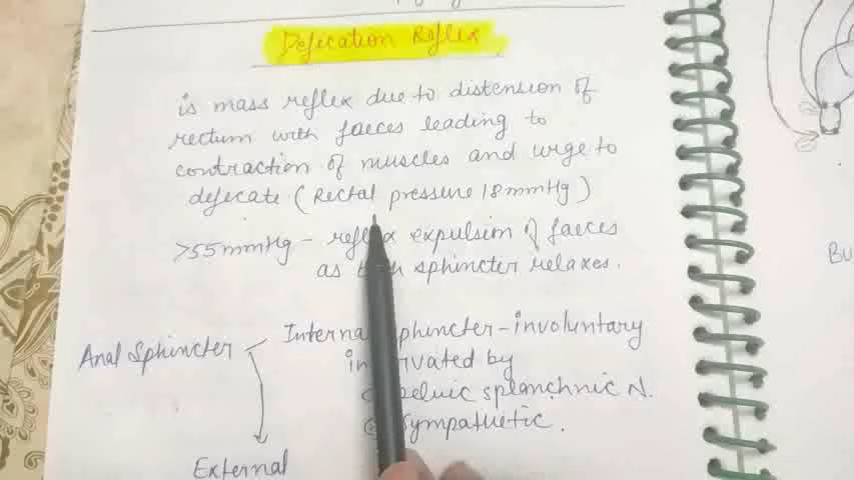 Defecation Reflex
is mass reflex due to distension of
rectum with faeces leading to
contraction of muscles and urge to
defecate (Rectal pressure 18mmHg)
>55mmHg - reflex expulsion of faeces
as sphincter relaxes.
Anal Sphincter
Internal sphincter - involuntary
by
pelvic splanchnic N.
Sympathetic.
External
Bu